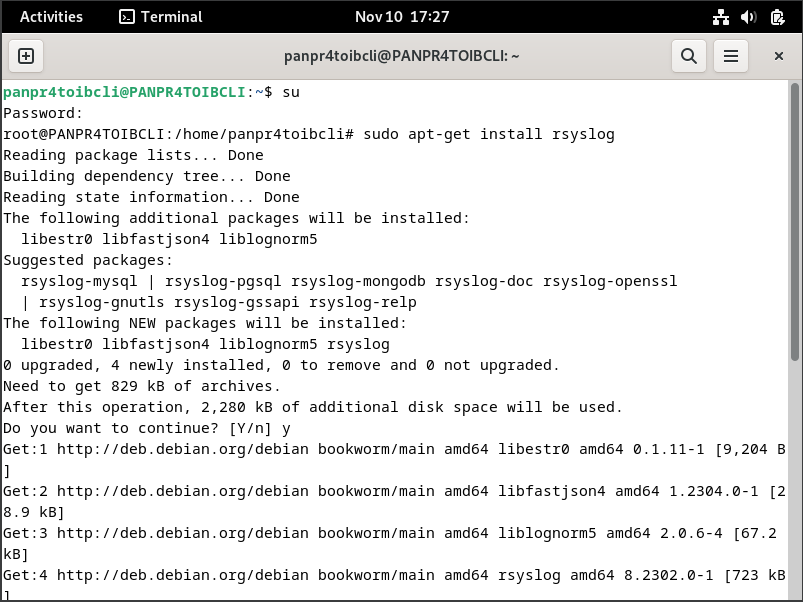 Activities Terminal Nov 10 17:27
panpr4toibcli@PANPR4TOIBCLI: ~
panpr4toibcli@PANPR4TOIBCLI:~$ su
Password:
root@PANPR4TOIBCLI:/home/panpr4toibcli# sudo apt-get install rsyslog
Reading package lists... Done
Building dependency tree... Done
Reading state information... Done
The following additional packages will be installed:
  libestr0 libfastjson4 liblognorm5
Suggested packages:
  rsyslog-mysql | rsyslog-pgsql rsyslog-mongodb rsyslog-doc rsyslog-openssl
  | rsyslog-gnutls rsyslog-gssapi rsyslog-relp
The following NEW packages will be installed:
  libestr0 libfastjson4 liblognorm5 rsyslog
0 upgraded, 4 newly installed, 0 to remove and 0 not upgraded.
Need to get 829 kB of archives.
After this operation, 2,280 kB of additional disk space will be used.
Do you want to continue? [Y/n] y
Get:1 http://deb.debian.org/debian bookworm/main amd64 libestr0 amd64 0.1.11-1 [9,204 B
]
Get:2 http://deb.debian.org/debian bookworm/main amd64 libfastjson4 amd64 1.2304.0-1 [2
8.9 kB]
Get:3 http://deb.debian.org/debian bookworm/main amd64 liblognorm5 amd64 2.0.6-4 [67.2
kB]
Get:4 http://deb.debian.org/debian bookworm/main amd64 rsyslog amd64 8.2302.0-1 [723 kB
]